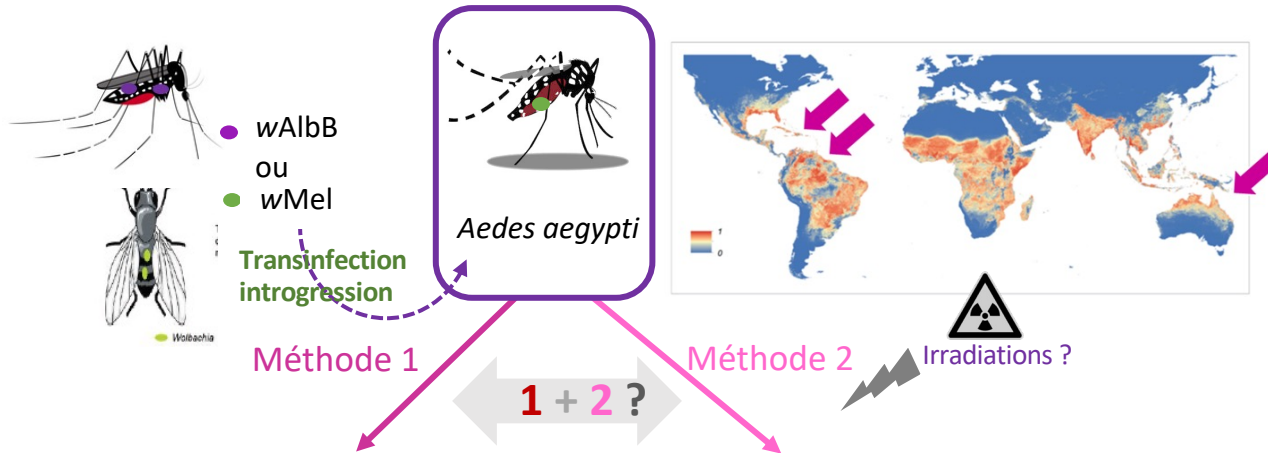 wAlbB
ou
wMel
Aedes aegypti
Transinfection
introgression
Wolbachia
1
0
Méthode 1
Méthode 2
Irradiations ?
1 + 2 ?